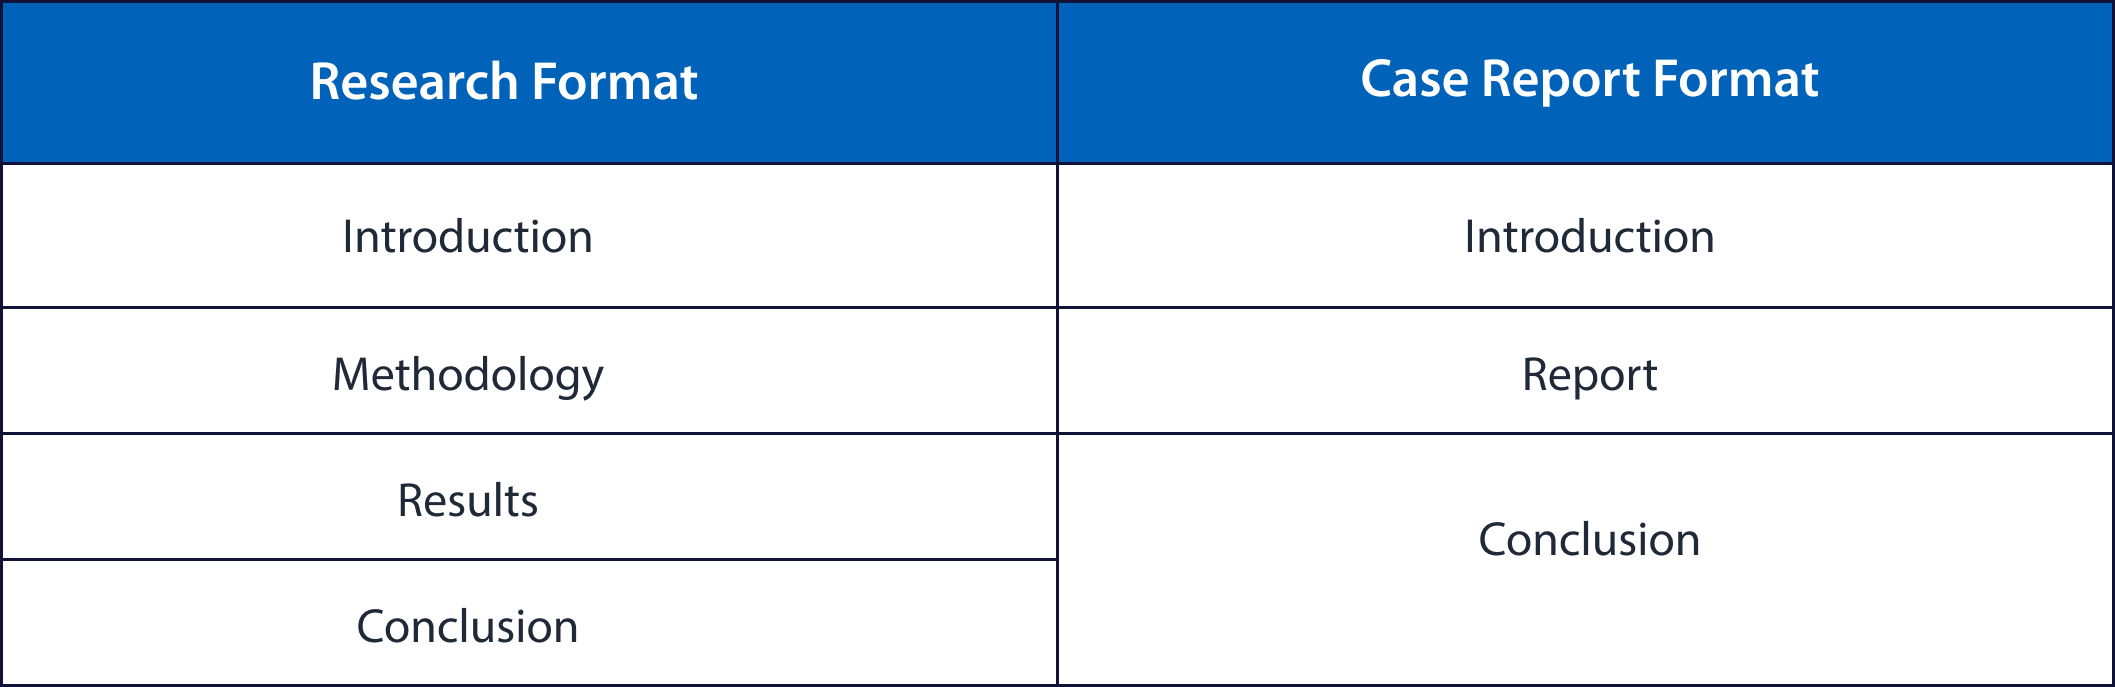 Research Format
Case Report Format
Introduction
Introduction
Methodology
Report
Results
Conclusion
Conclusion